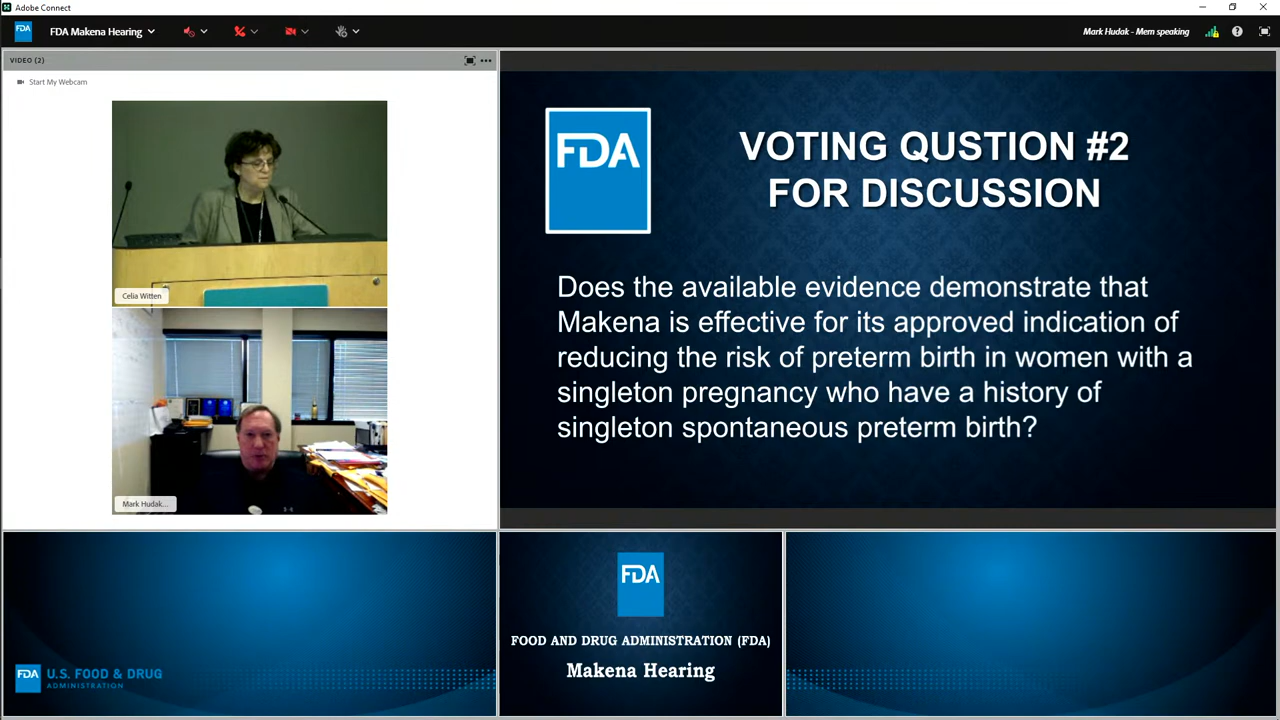 Adobe Connect
FDA
FDA Makena Hearing
Mark Hudak - Mem speaking
VIDEO (2)
Start My Webcam
Celia Witten
Mark Hudak...
FDA
VOTING QUSTION #2
FOR DISCUSSION
Does the available evidence demonstrate that
Makena is effective for its approved indication of
reducing the risk of preterm birth in women with a
singleton pregnancy who have a history of
singleton spontaneous preterm birth?
FDA
U.S. FOOD & DRUG
ADMINISTRATION
FDA
FOOD AND DRUG ADMINISTRATION (FDA)
Makena Hearing